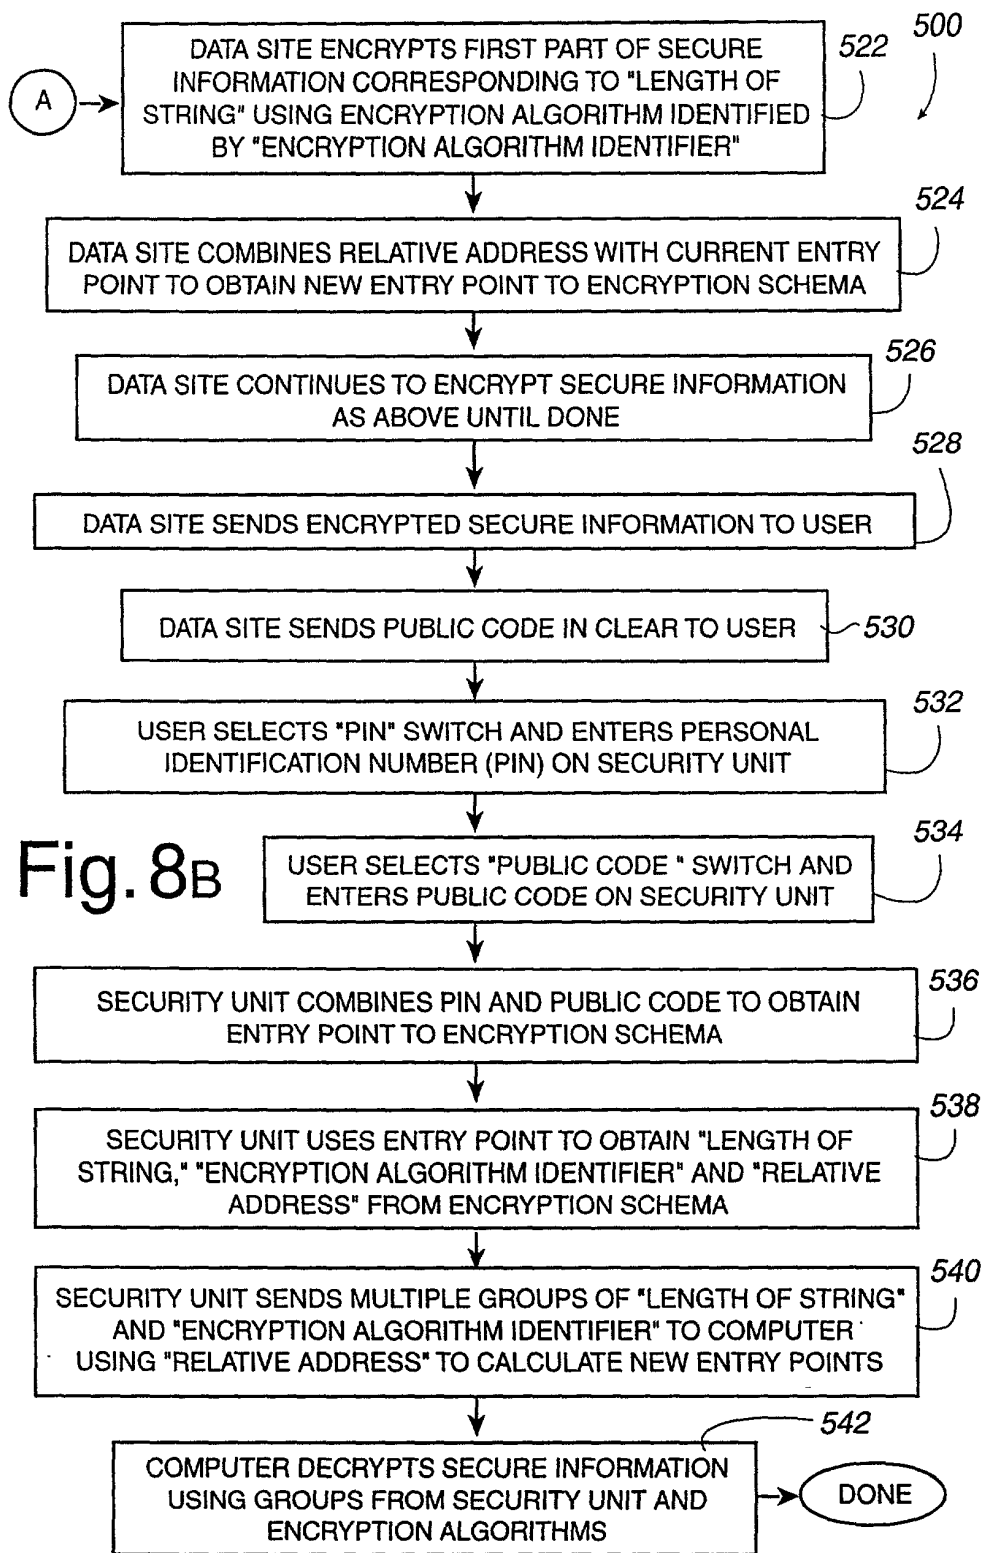 DATA SITE ENCRYPTS FIRST PART OF SECURE
INFORMATION CORRESPONDING TO "LENGTH OF
STRING" USING ENCRYPTION ALGORITHM IDENTIFIED
BY "ENCRYPTION ALGORITHM IDENTIFIER"
522
500
A
524
DATA SITE COMBINES RELATIVE ADDRESS WITH CURRENT ENTRY
POINT TO OBTAIN NEW ENTRY POINT TO ENCRYPTION SCHEMA
526
DATA SITE CONTINUES TO ENCRYPT SECURE INFORMATION
AS ABOVE UNTIL DONE
528
DATA SITE SENDS ENCRYPTED SECURE INFORMATION TO USER
DATA SITE SENDS PUBLIC CODE IN CLEAR TO USER
530
532
USER SELECTS "PIN" SWITCH AND ENTERS PERSONAL
IDENTIFICATION NUMBER (PIN) ON SECURITY UNIT
534
Fig. 8B
USER SELECTS "PUBLIC CODE " SWITCH AND
ENTERS PUBLIC CODE ON SECURITY UNIT
536
SECURITY UNIT COMBINES PIN AND PUBLIC CODE TO OBTAIN
ENTRY POINT TO ENCRYPTION SCHEMA
538
SECURITY UNIT USES ENTRY POINT TO OBTAIN "LENGTH OF
STRING," "ENCRYPTION ALGORITHM IDENTIFIER" AND "RELATIVE
ADDRESS" FROM ENCRYPTION SCHEMA
540
SECURITY UNIT SENDS MULTIPLE GROUPS OF "LENGTH OF STRING"
AND "ENCRYPTION ALGORITHM IDENTIFIER" TO COMPUTER
USING "RELATIVE ADDRESS" TO CALCULATE NEW ENTRY POINTS
542
COMPUTER DECRYPTS SECURE INFORMATION
USING GROUPS FROM SECURITY UNIT AND
ENCRYPTION ALGORITHMS
DONE